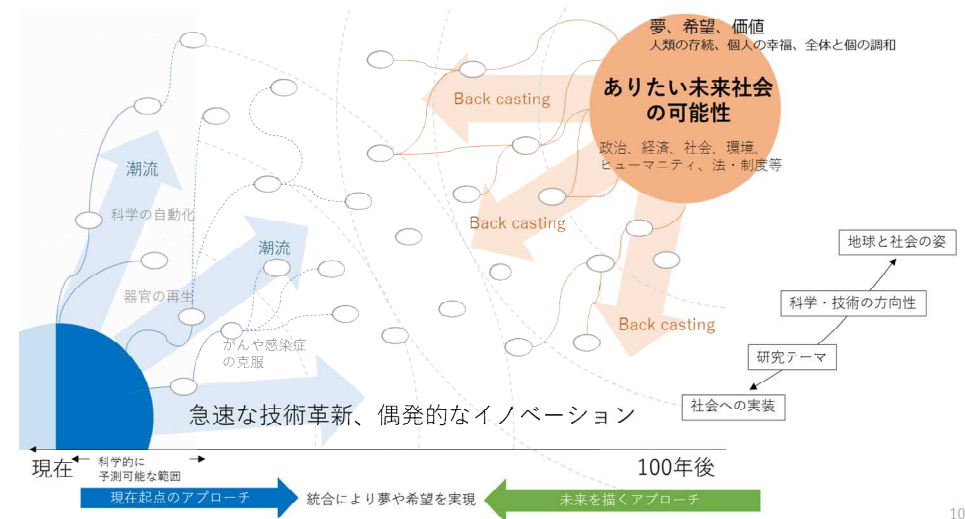 夢、希望、価値
人類の存続、個人の幸福、全体と個の調和
ありたい未来社会
の可能性
政治、経済、社会、環境、
ヒューマニティ、法・制度等
Back casting
Back casting
Back casting
潮流
科学の自動化
潮流
器官の再生
がんや感染症
の克服
地球と社会の姿
科学・技術の方向性
研究テーマ
社会への実装
急速な技術革新、偶発的なイノベーション
現在
科学的に
予測可能な範囲
100年後
現在起点のアプローチ
統合により夢や希望を実現
未来を描くアプローチ
10